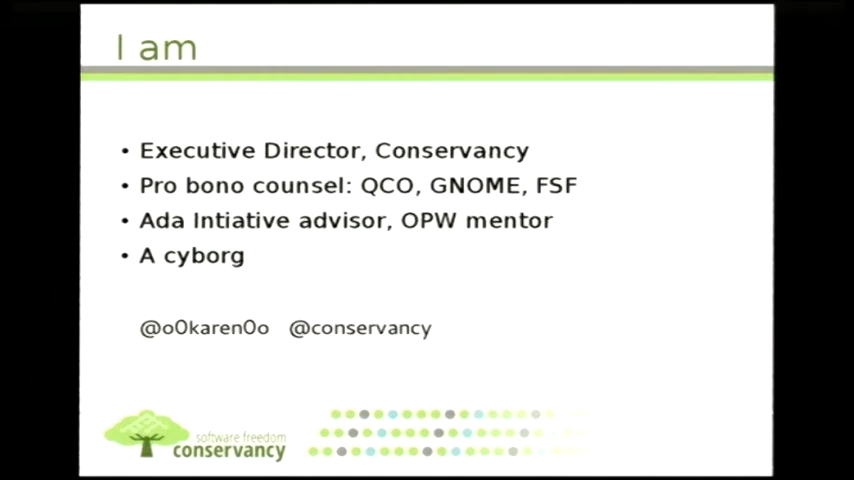 I am
• Executive Director, Conservancy
• Pro bono counsel: QCO, GNOME, FSF
• Ada Intiative advisor, OPW mentor
• A cyborg
@o0karen0o @conservancy
software freedom
conservancy